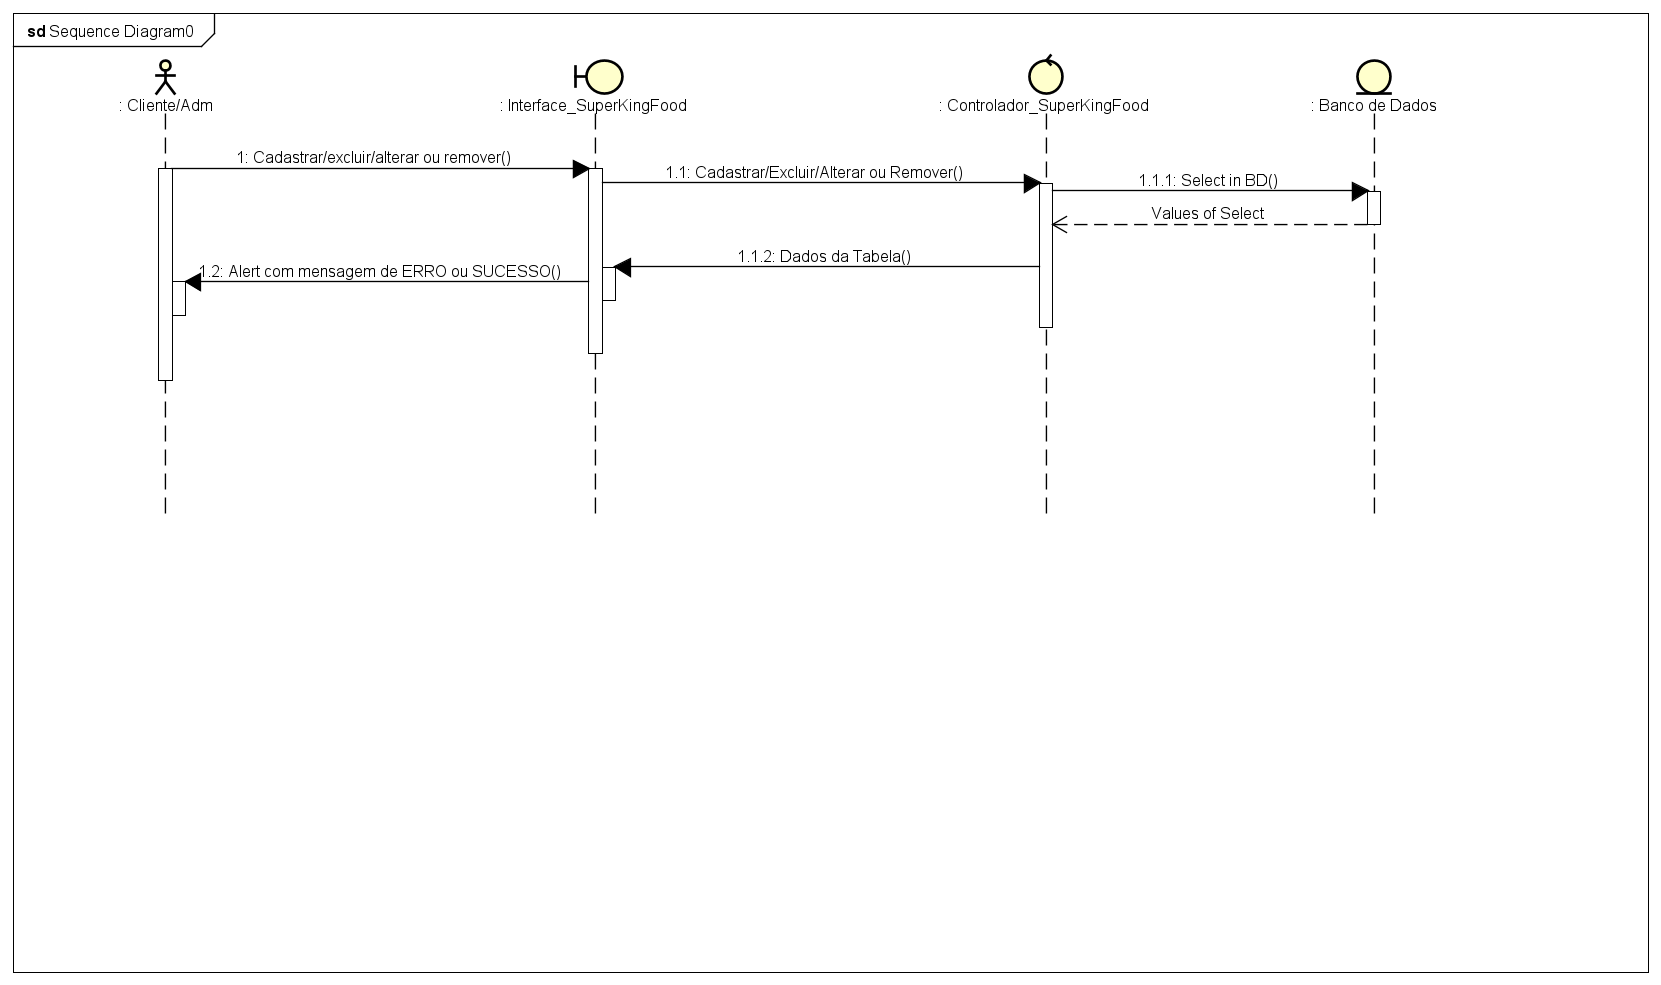 sd Sequence Diagram0
: Cliente/Adm
: Interface_SuperKingFood
: Controlador_SuperKingFood
: Banco de Dados
1: Cadastrar/excluir/alterar ou remover()
1.1: Cadastrar/Excluir/Alterar ou Remover()
1.1.1: Select in BD()
Values of Select
1.1.2: Dados da Tabela()
1.2: Alert com mensagem de ERRO ou SUCESSO()